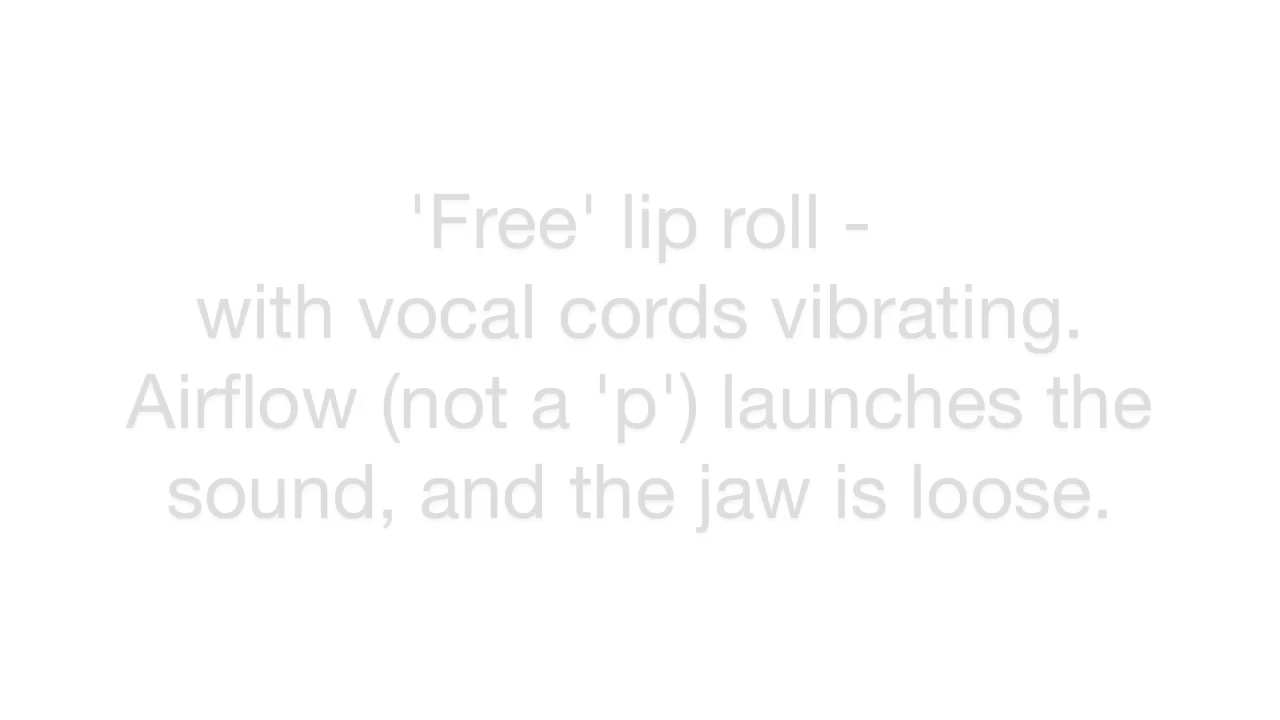 'Free' lip roll -
with vocal cords vibrating.
Airflow (not a 'p') launches the
sound, and the jaw is loose.